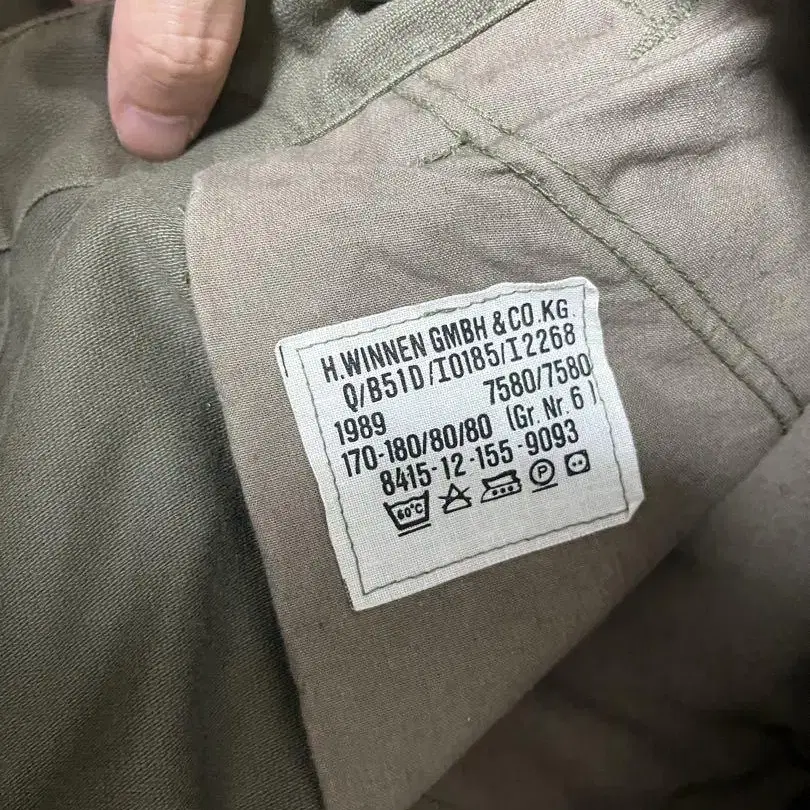 H.WINNEN GMBH & CO.KG.
Q/B51D/I0185/I2268
1989 7580/7580
170-180/80/80 (Gr. Nr. 6)
8415-12-155-9093
60°C P